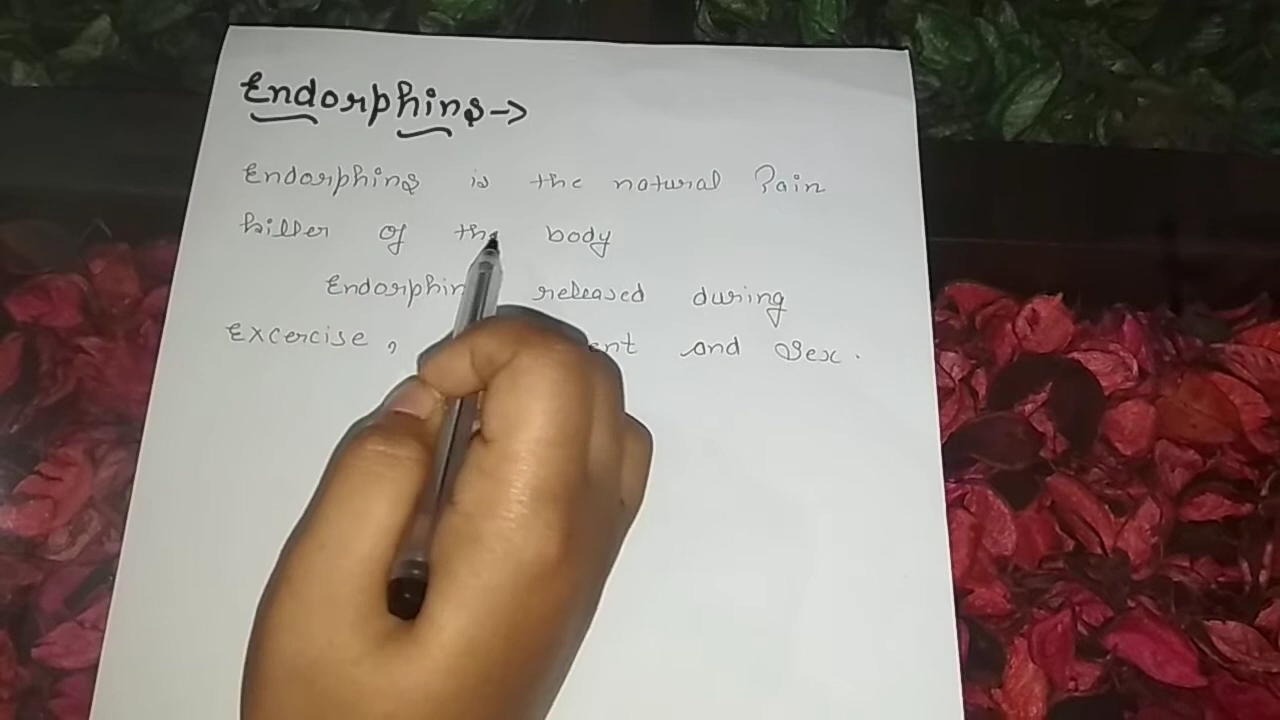 Endorphins->
Endorphins is the natural Pain
killer of the body
Endorphin released during
Excercise, and Sex.